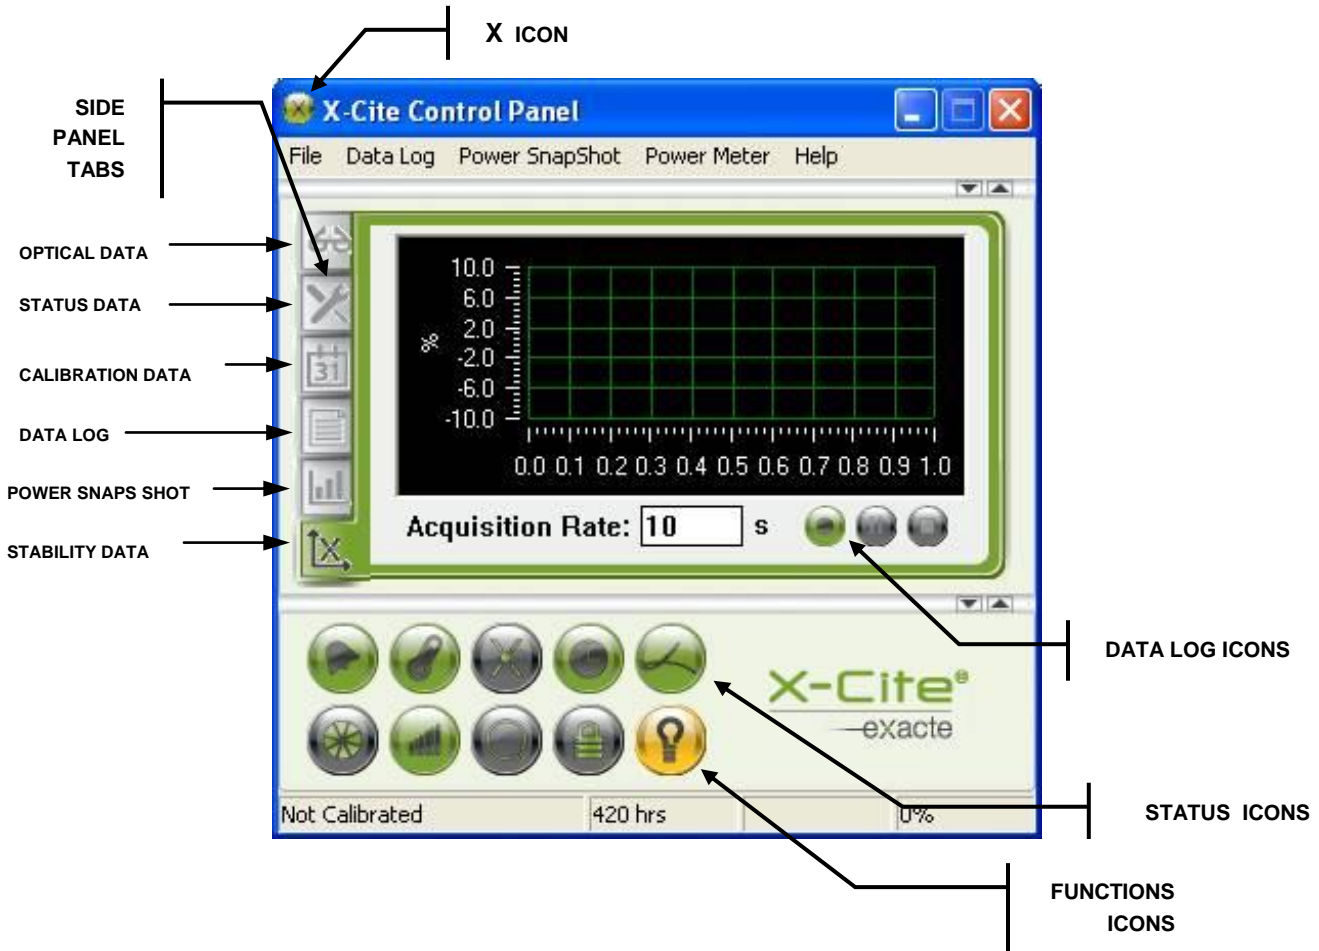 X ICON
SIDE
PANEL
TABS
X-Cite Control Panel
File Data Log Power SnapShot Power Meter Help
OPTICAL DATA
STATUS DATA
CALIBRATION DATA
DATA LOG
POWER SNAPS SHOT
STABILITY DATA
31
%
10.0
6.0
2.0
-2.0
-6.0
-10.0
0.0 0.1 0.2 0.3 0.4 0.5 0.6 0.7 0.8 0.9 1.0
Acquisition Rate: 10 s
DATA LOG ICONS
X-Cite®
exacte
Not Calibrated 420 hrs 0%
STATUS ICONS
FUNCTIONS
ICONS